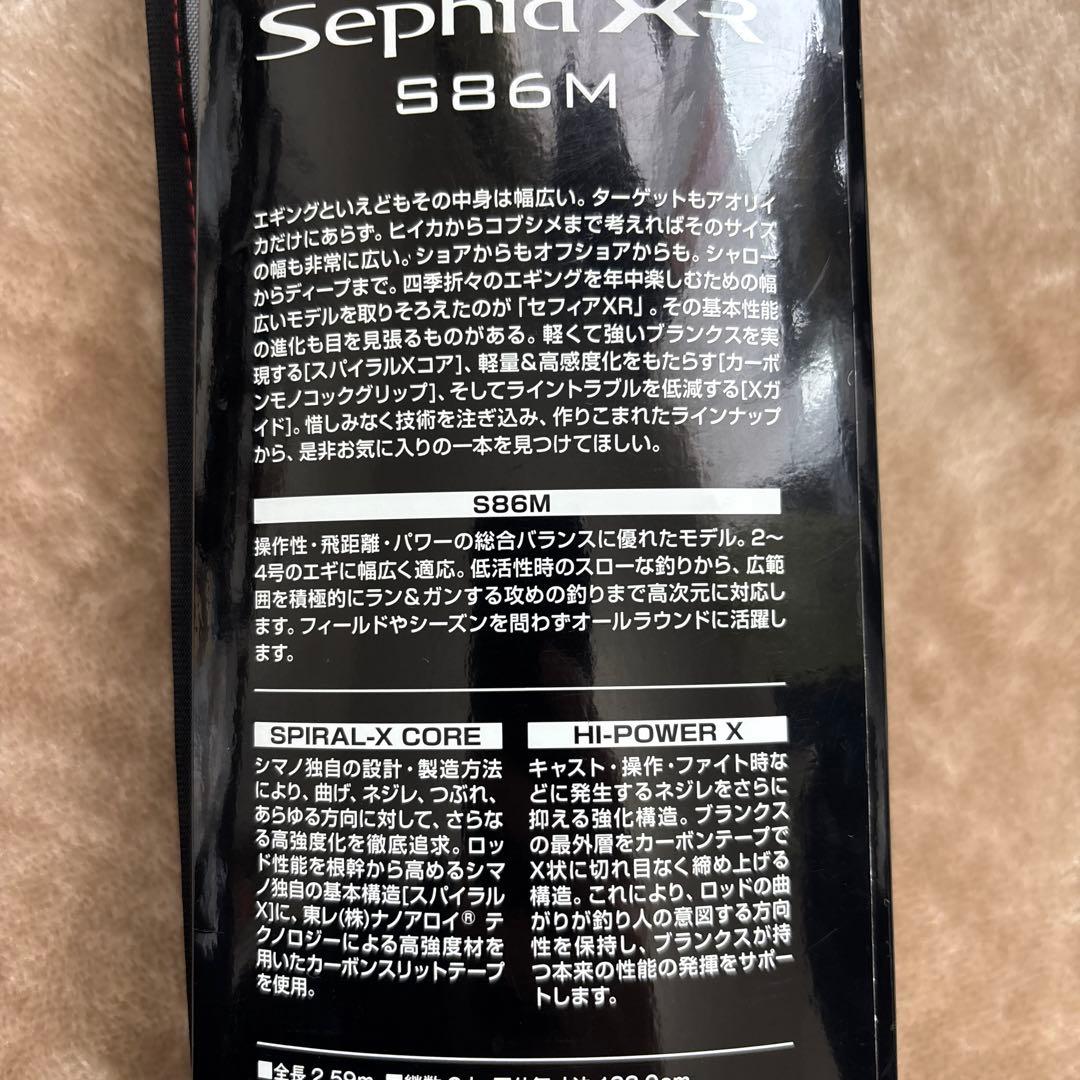 Sephia XR
S86M
エギングといえどもその中身は幅広い。ターゲットもアオリイ
カだけにあらず。ヒイカからコブシメまで考えればそのサイズ
の幅も非常に広い。ショアからもオフショアからも。シャロー
からディープまで。四季折々のエギングを年中楽しむための幅
広いモデルを取りそろえたのが「セフィアXR」。その基本性能
の進化も目を見張るものがある。軽くて強いブランクスを実
現する[スパイラルXコア]、軽量&高感度化をもたらす[カーボ
ンモノコックグリップ]、そしてライントラブルを低減する[Xガ
イド]。惜しみなく技術を注ぎ込み、作りこまれたラインナップ
から、是非お気に入りの一本を見つけてほしい。
S86M
操作性・飛距離・パワーの総合バランスに優れたモデル。2〜
4号のエギに幅広く適応。低活性時のスローな釣りから、広範
囲を積極的にラン&ガンする攻めの釣りまで高次元に対応し
ます。フィールドやシーズンを問わずオールラウンドに活躍し
ます。
SPIRAL-X CORE
シマノ独自の設計・製造方法
により、曲げ、ネジレ、つぶれ、
あらゆる方向に対して、さらな
る高強度化を徹底追求。ロッ
ド性能を根幹から高めるシマ
ノ独自の基本構造[スパイラル
X]に、東レ(株)ナノアロイ® テ
クノロジーによる高強度材を
用いたカーボンスリットテープ
を使用。
HI-POWER X
キャスト・操作・ファイト時な
どに発生するネジレをさらに
抑える強化構造。ブランクス
の最外層をカーボンテープで
X状に切れ目なく締め上げる
構造。これにより、ロッドの曲
がりが釣り人の意図する方向
性を保持し、ブランクスが持
つ本来の性能の発揮をサポー
トします。
■全長2.59m